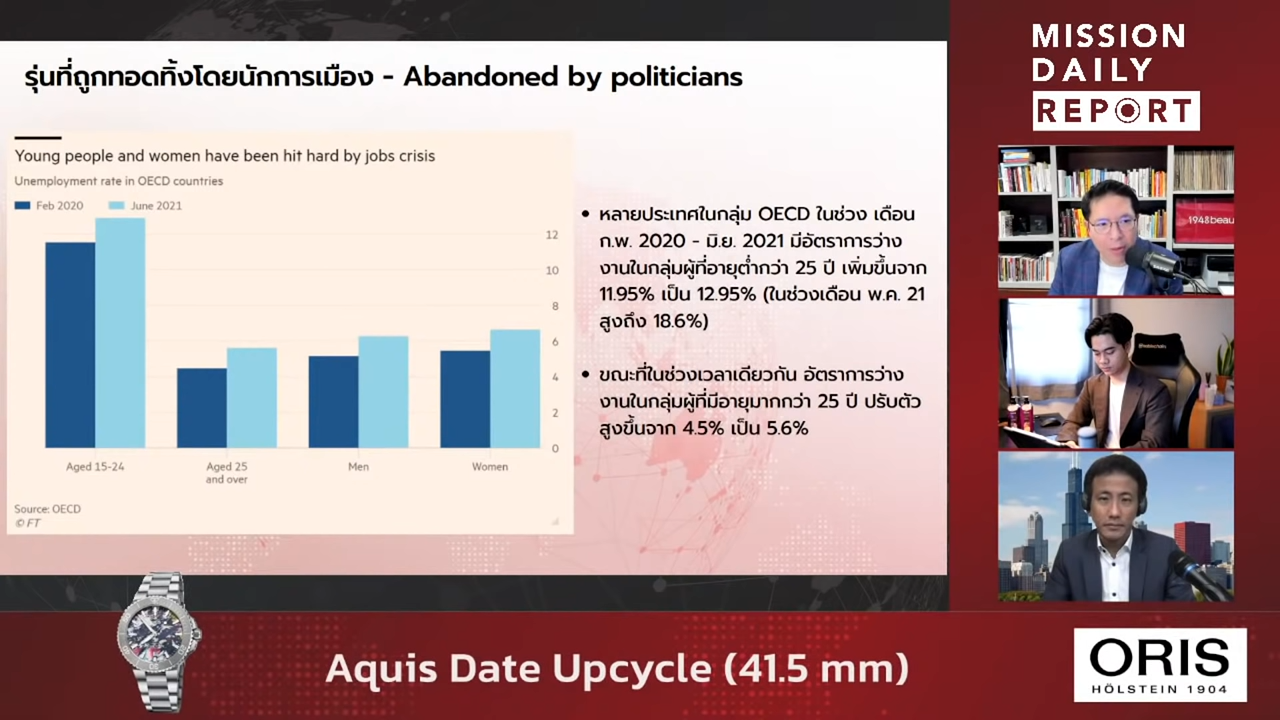 รุ่นที่ถูกทอดทิ้งโดยนักการเมือง - Abandoned by politicians
Young people and women have been hit hard by jobs crisis
Unemployment rate in OECD countries
Feb 2020 June 2021
12
10
8
6
4
2
0
Aged 15-24
Aged 25
and over
Men
Women
Source: OECD
© FT
• หลายประเทศในกลุ่ม OECD ในช่วง เดือน
ก.พ. 2020 - มิ.ย. 2021 มีอัตราการว่าง
งานในกลุ่มผู้ที่อายุต่ำกว่า 25 ปี เพิ่มขึ้นจาก
11.95% เป็น 12.95% (ในช่วงเดือน พ.ค. 21
สูงถึง 18.6%)
• ขณะที่ในช่วงเวลาเดียวกัน อัตราการว่าง
งานในกลุ่มผู้ที่มีอายุมากกว่า 25 ปี ปรับตัว
สูงขึ้นจาก 4.5% เป็น 5.6%
MISSION
DAILY
REPORT
Aquis Date Upcycle (41.5 mm)
ORIS
HÖLSTEIN 1904